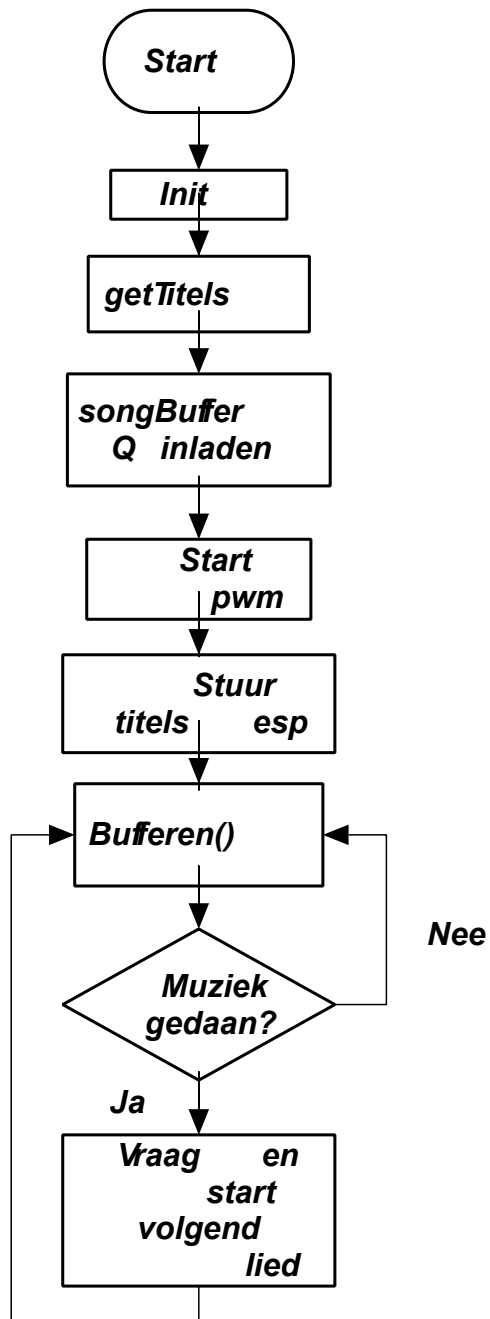 Start
Init
getTitels
songBuffer
Q inladen
Start
pwm
Stuur
titels esp
Bufferen()
Nee
Muziek
gedaan?
Ja
Vraag en
start
volgend
lied